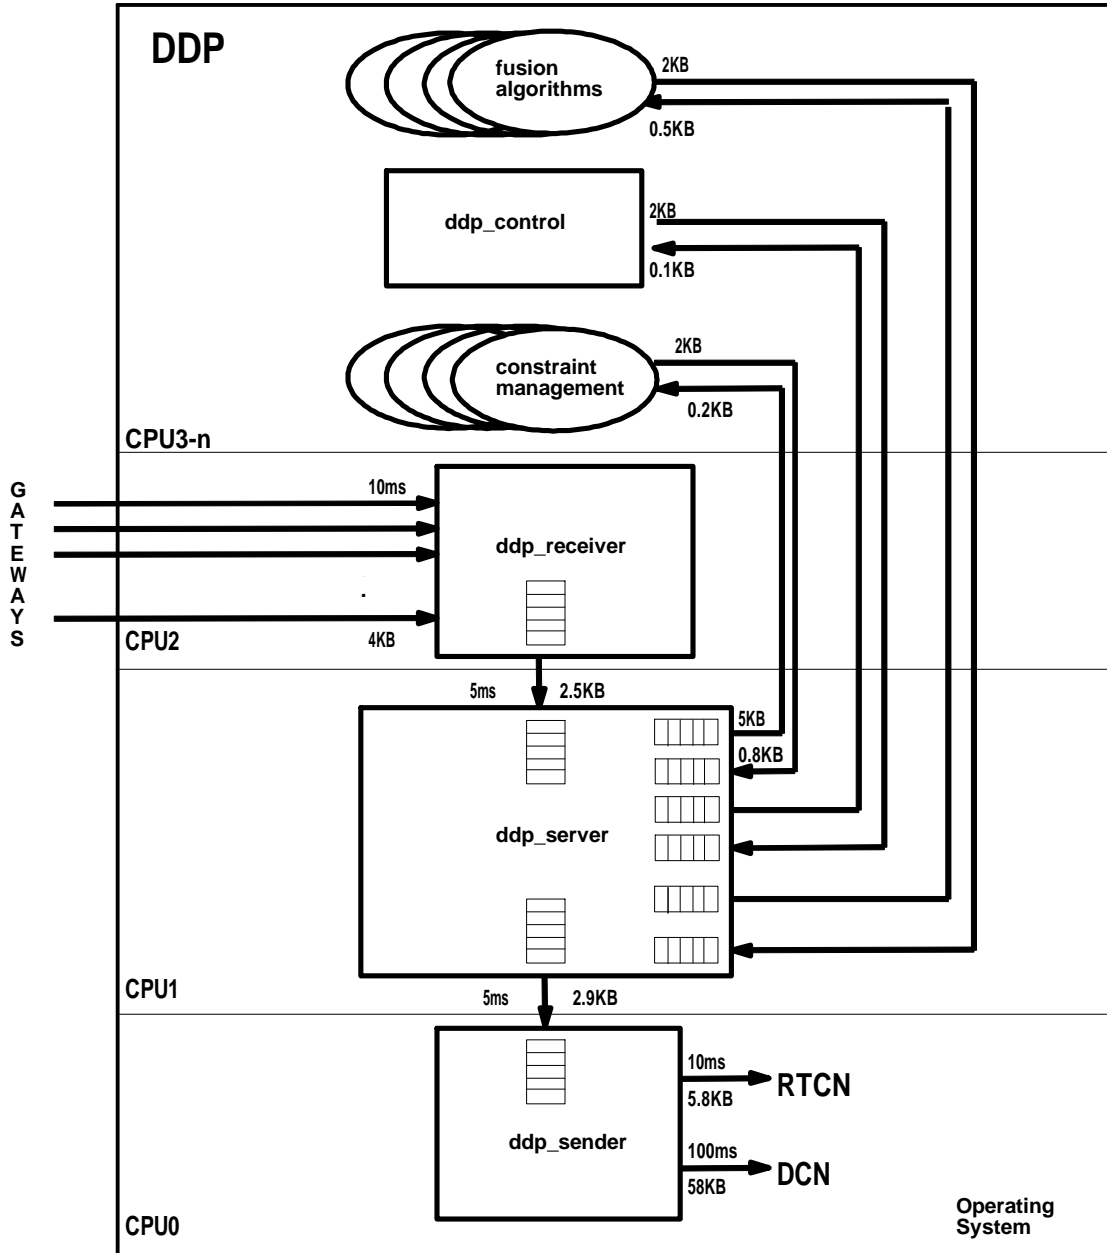 DDP
fusion
algorithms
2KB
0.5KB
ddp_control
2KB
0.1KB
constraint
management
2KB
0.2KB
CPU3-n
GATEWAYS
10ms
ddp_receiver
4KB
CPU2
5ms
2.5KB
5KB
0.8KB
ddp_server
CPU1
5ms
2.9KB
10ms
RTCN
5.8KB
ddp_sender
100ms
DCN
58KB
CPU0
Operating
System